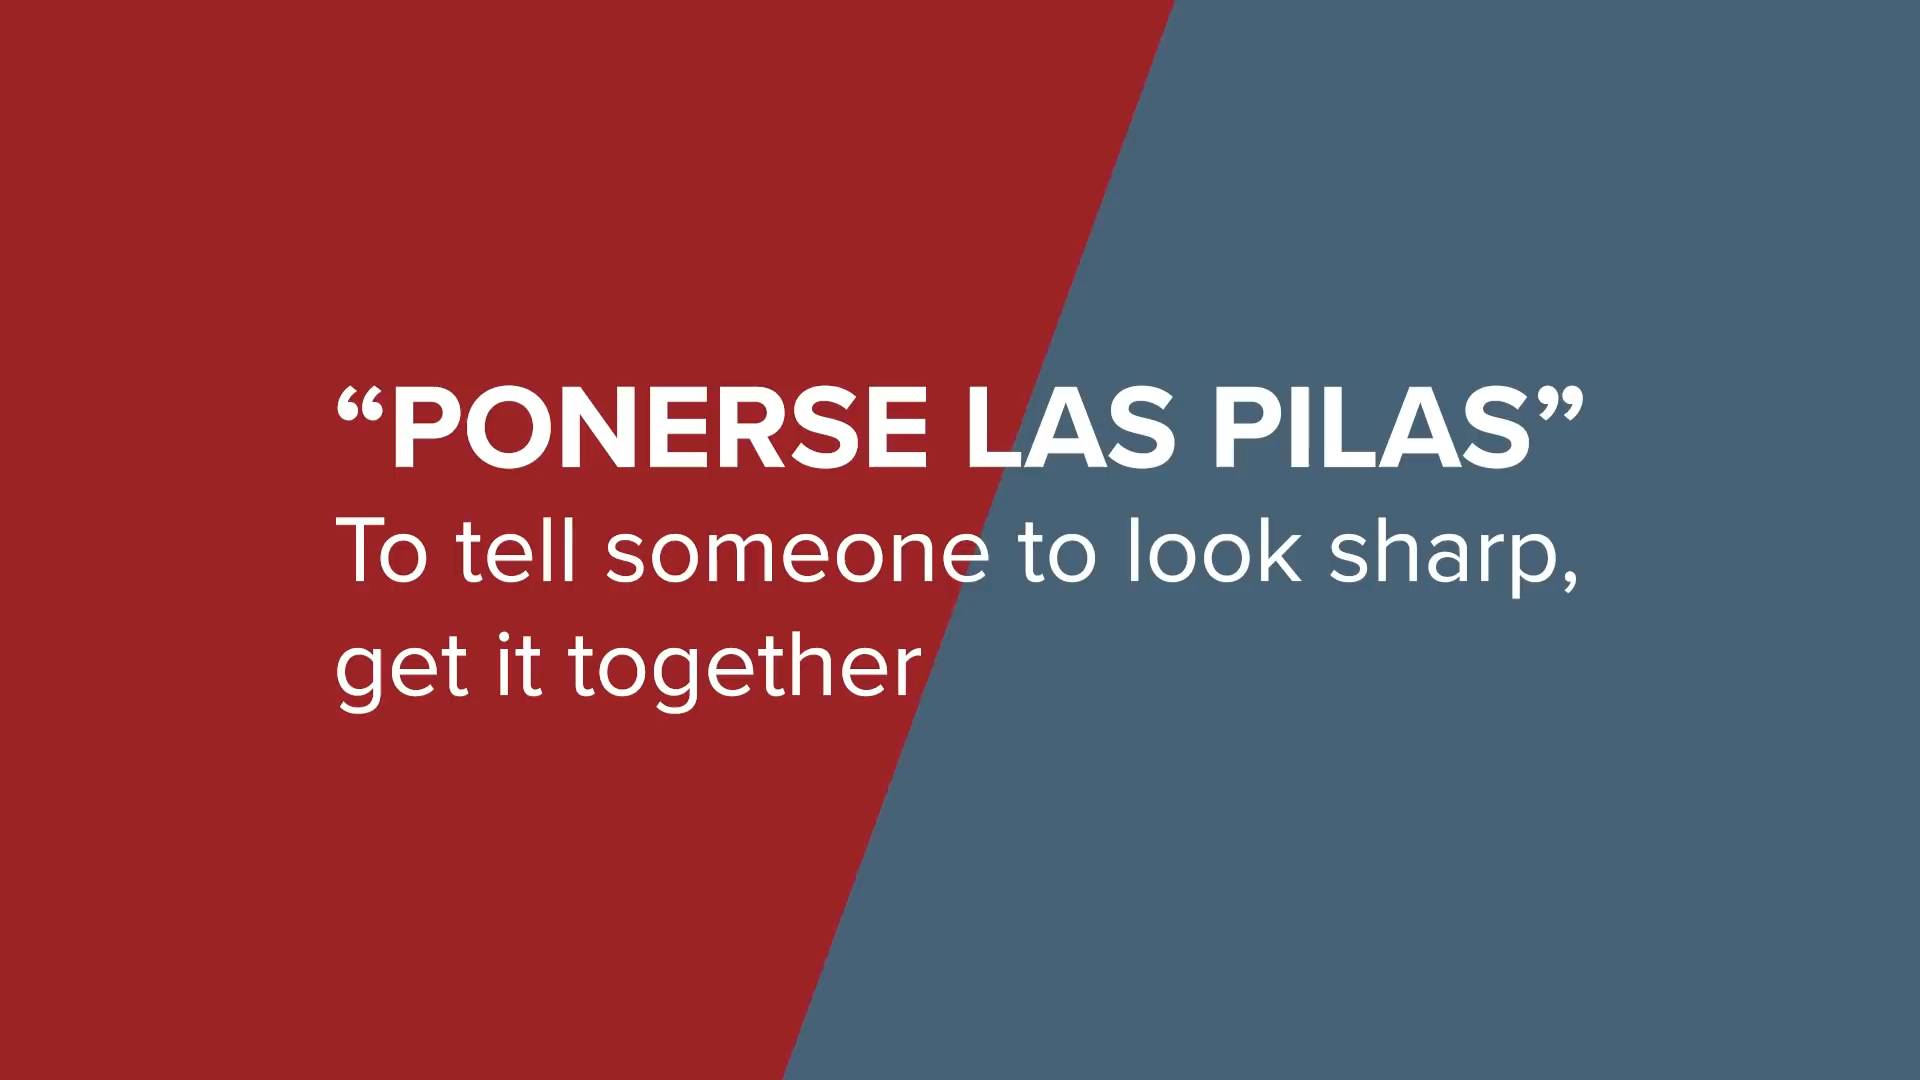 “PONERSE LAS PILAS”
To tell someone to look sharp,
get it together